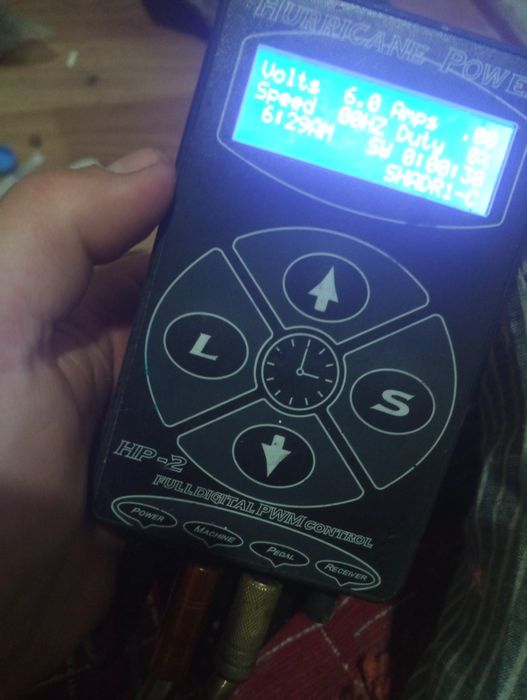 HURRICANE POWE
Volts 6.0 Amps .00
Speed 00HZ Duty 0%
6:29AM SW 0:00:30
SHADRI-C
L
S
HP-2
FULL DIGITAL PWM CONTROL
POWER MACHINE PEDAL RECEIVER